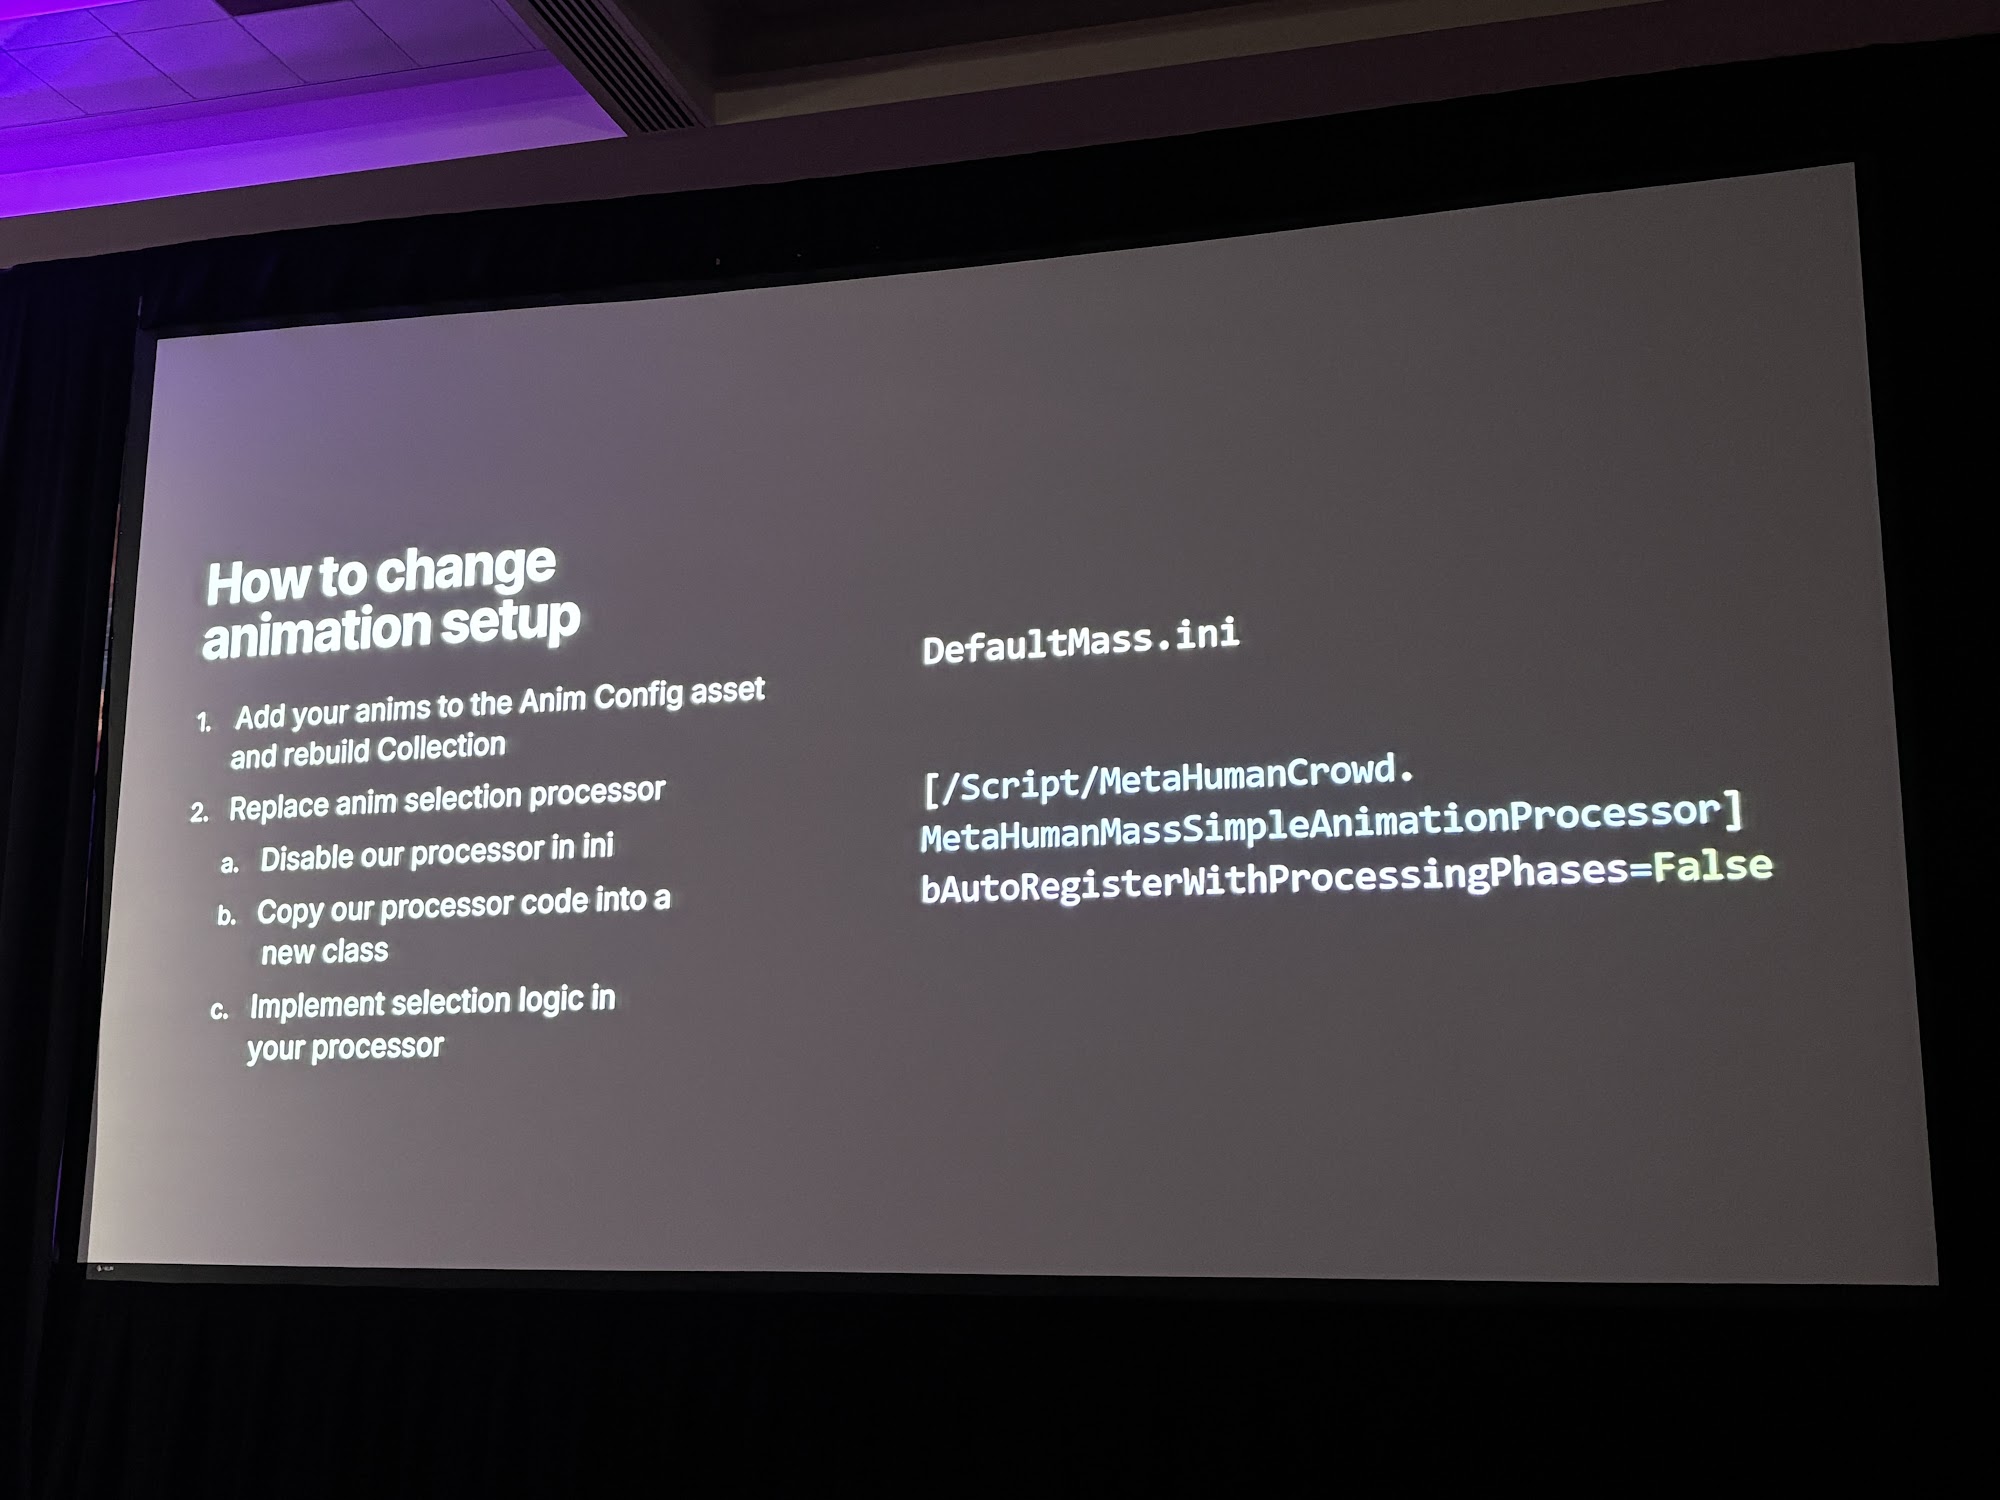 How to change
animation setup
1. Add your anims to the Anim Config asset
and rebuild Collection
2. Replace anim selection processor
a. Disable our processor in ini
b. Copy our processor code into a
new class
c. Implement selection logic in
your processor
DefaultMass.ini
[/Script/MetaHumanCrowd.
MetaHumanMassSimpleAnimationProcessor]
bAutoRegisterWithProcessingPhases=False